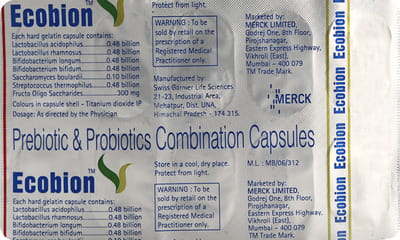 Ecobion™
Each hard gelatin capsule contains:
Lactobacillus acidophilus.........0.48 billion
Lactobacillus rhamnosus..........0.48 billion
Bifidobacterium longum...........0.48 billion
Bifidobacterium bifidum...........0.48 billion
Saccharomyces boulardii..........0.10 billion
Streptococcus thermophilus......0.48 billion
Fructo Oligo Saccharides.......... 300 mg
Colours in capsule shell - Titanium dioxide IP
Dosage: As directed by the Physician
Protect from light.
WARNING : To be
sold by retail on the
prescription of a
Registered Medical
Practitioner only.
Manufactured by:
Swiss Garner Life Sciences
21-23, Industrial Area,
Mehatpur, Dist. UNA,
Himachal Pradesh - 174 315.
Marketed by:
MERCK LIMITED,
Godrej One, 8th Floor,
Pirojshanagar,
Eastern Express Highway,
Vikhroli (East),
Mumbai - 400 079
TM Trade Mark.
MERCK
Prebiotic & Probiotics Combination Capsules
Ecobion™
Each hard gelatin capsule contains:
Lactobacillus acidophilus.........0.48 billion
Lactobacillus rhamnosus..........0.48 billion
Bifidobacterium longum...........0.48 billion
Bifidobacterium bifidum...........0.48 billion
Store in a cool, dry place.
Protect from light.
WARNING : To be
sold by retail on the
prescription of a
Registered Medical
Practitioner only.
M.L. : MB/06/312
Marketed by:
MERCK LIMITED,
Godrej One, 8th Floor,
Pirojshanagar,
Eastern Express Highway,
Vikhroli (East),
Mumbai - 400 079
TM Trade Mark.
Ecobion Ecobion Ecobion Ecobion